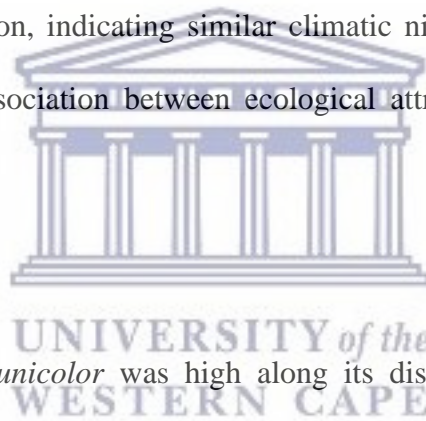 on, indicating similar climatic ni
sociation between ecological attr
UNIVERSITY of the
unicolor was high along its dis
WESTERN CAPE